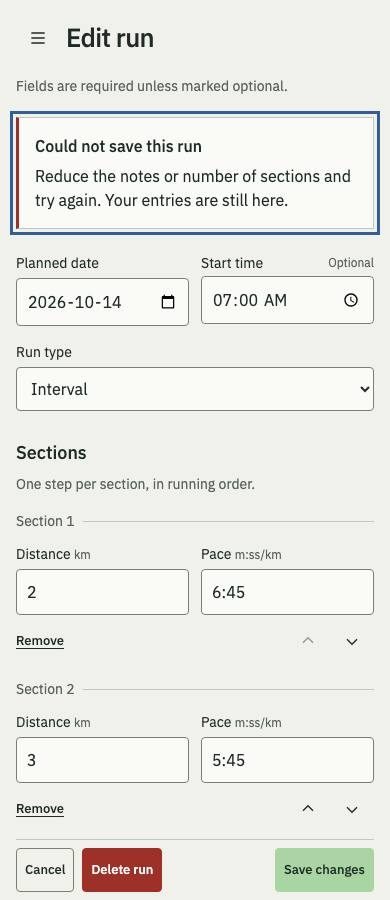 Edit run
Fields are required unless marked optional.
Could not save this run
Reduce the notes or number of sections and
try again. Your entries are still here.
Planned date
Start time Optional
2026-10-14
07:00 AM
Run type
Interval
Sections
One step per section, in running order.
Section 1
Distance km
Pace m:ss/km
2
6:45
Remove
Section 2
Distance km
Pace m:ss/km
3
5:45
Remove
Cancel
Delete run
Save changes